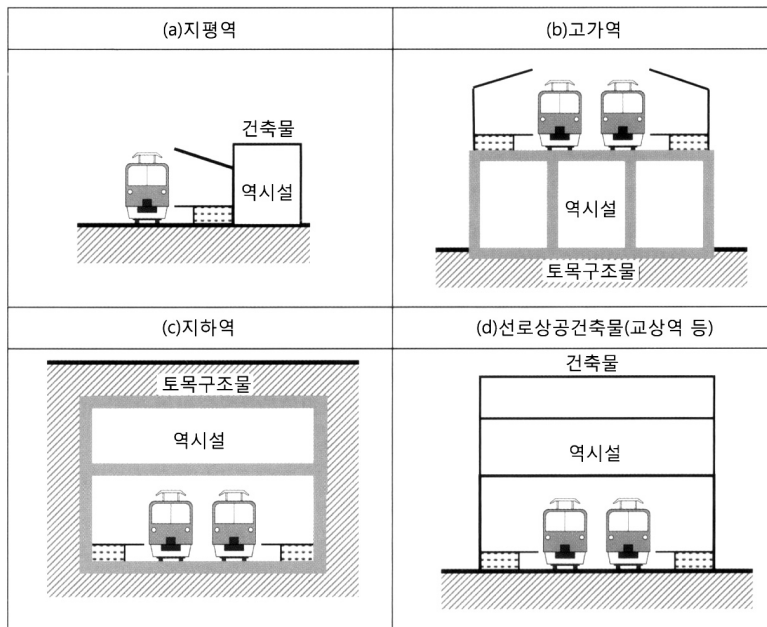 (a)지평역
(b)고가역
건축물
역시설
역시설
토목구조물
(c)지하역
(d)선로상공건축물(교상역 등)
토목구조물
역시설
건축물
역시설